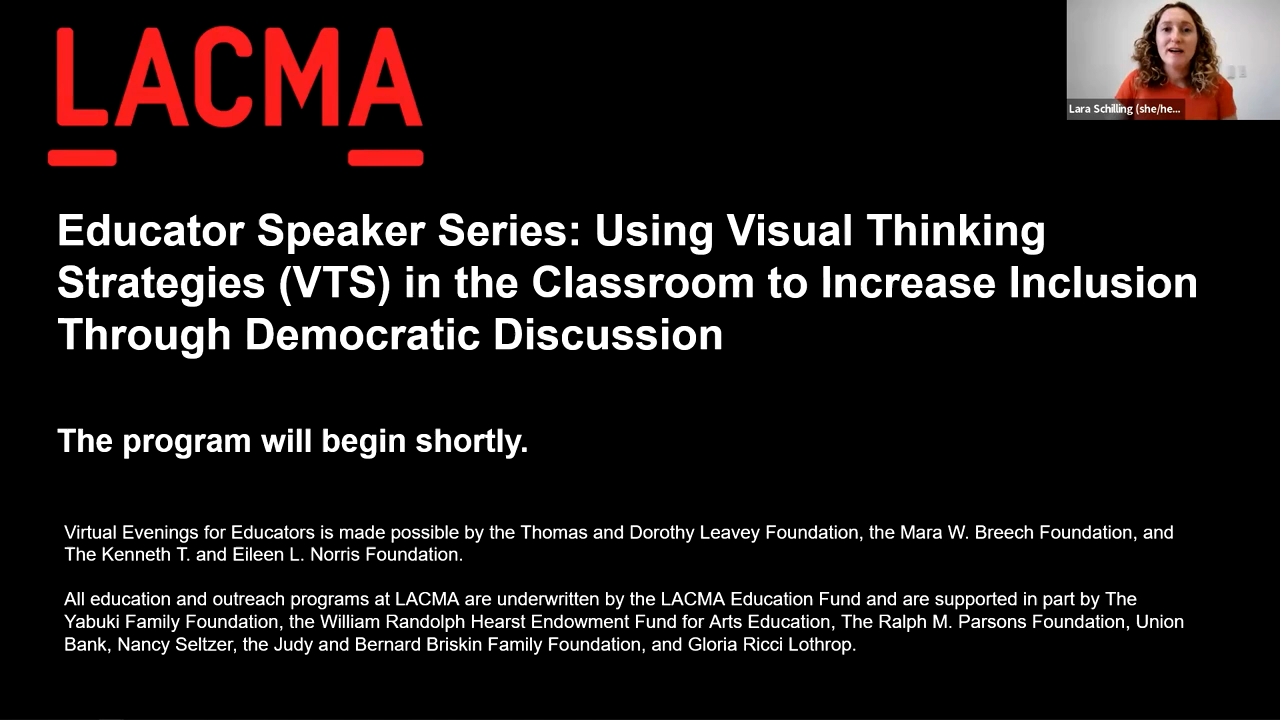 LACMA
Lara Schilling (she/he...
Educator Speaker Series: Using Visual Thinking
Strategies (VTS) in the Classroom to Increase Inclusion
Through Democratic Discussion
The program will begin shortly.
Virtual Evenings for Educators is made possible by the Thomas and Dorothy Leavey Foundation, the Mara W. Breech Foundation, and
The Kenneth T. and Eileen L. Norris Foundation.
All education and outreach programs at LACMA are underwritten by the LACMA Education Fund and are supported in part by The
Yabuki Family Foundation, the William Randolph Hearst Endowment Fund for Arts Education, The Ralph M. Parsons Foundation, Union
Bank, Nancy Seltzer, the Judy and Bernard Briskin Family Foundation, and Gloria Ricci Lothrop.